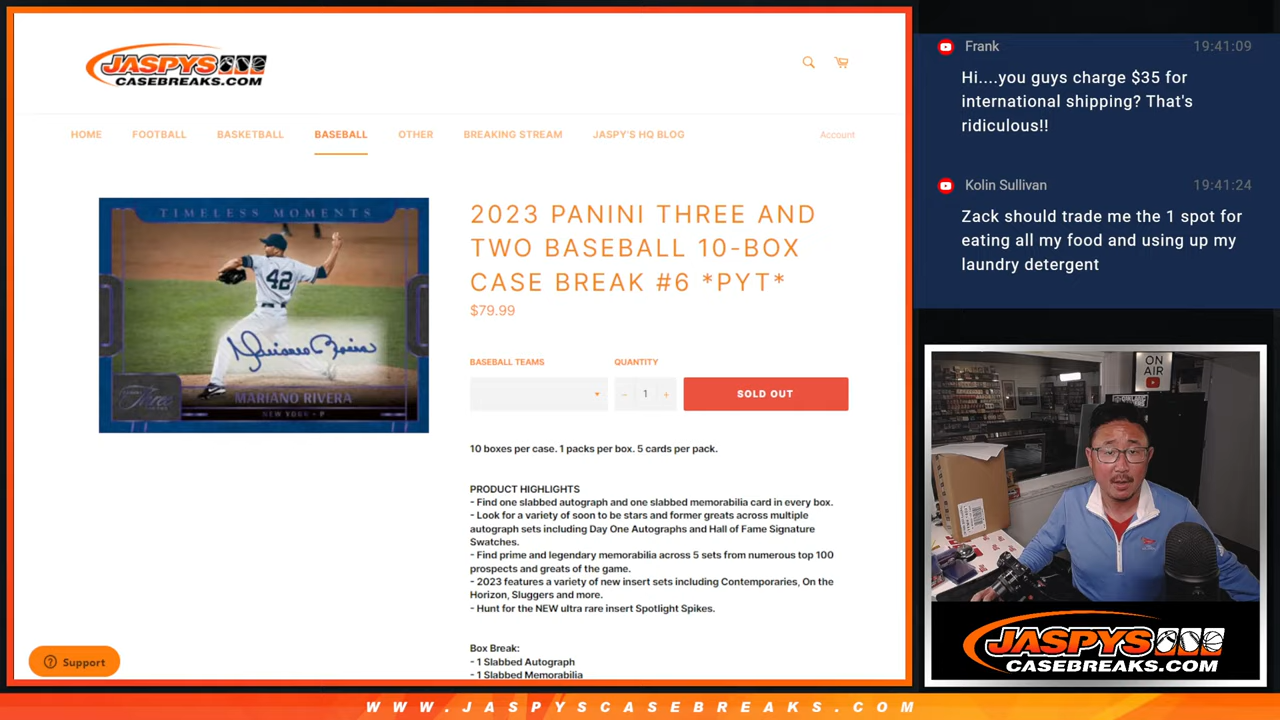 JASPYS
CASEBREAKS.COM
HOME
FOOTBALL
BASKETBALL
BASEBALL
OTHER
BREAKING STREAM
JASPY'S HQ BLOG
Account
TIMELESS MOMENTS
42
Mariano Rivera
Three
MARIANO RIVERA
NEW YORK • P
2023 PANINI THREE AND
TWO BASEBALL 10-BOX
CASE BREAK #6 *PYT*
$79.99
BASEBALL TEAMS
QUANTITY
− 1 +
SOLD OUT
10 boxes per case. 1 packs per box. 5 cards per pack.
PRODUCT HIGHLIGHTS
- Find one slabbed autograph and one slabbed memorabilia card in every box.
- Look for a variety of soon to be stars and former greats across multiple
autograph sets including Day One Autographs and Hall of Fame Signature
Swatches.
- Find prime and legendary memorabilia across 5 sets from numerous top 100
prospects and greats of the game.
- 2023 features a variety of new insert sets including Contemporaries, On the
Horizon, Sluggers and more.
- Hunt for the NEW ultra rare insert Spotlight Spikes.
Box Break:
- 1 Slabbed Autograph
- 1 Slabbed Memorabilia
Support
Frank 19:41:09
Hi....you guys charge $35 for
international shipping? That's
ridiculous!!
Kolin Sullivan 19:41:24
Zack should trade me the 1 spot for
eating all my food and using up my
laundry detergent
ON
AIR
JASPYS
CASEBREAKS.COM
WWW.JASPYSCASEBREAKS.COM